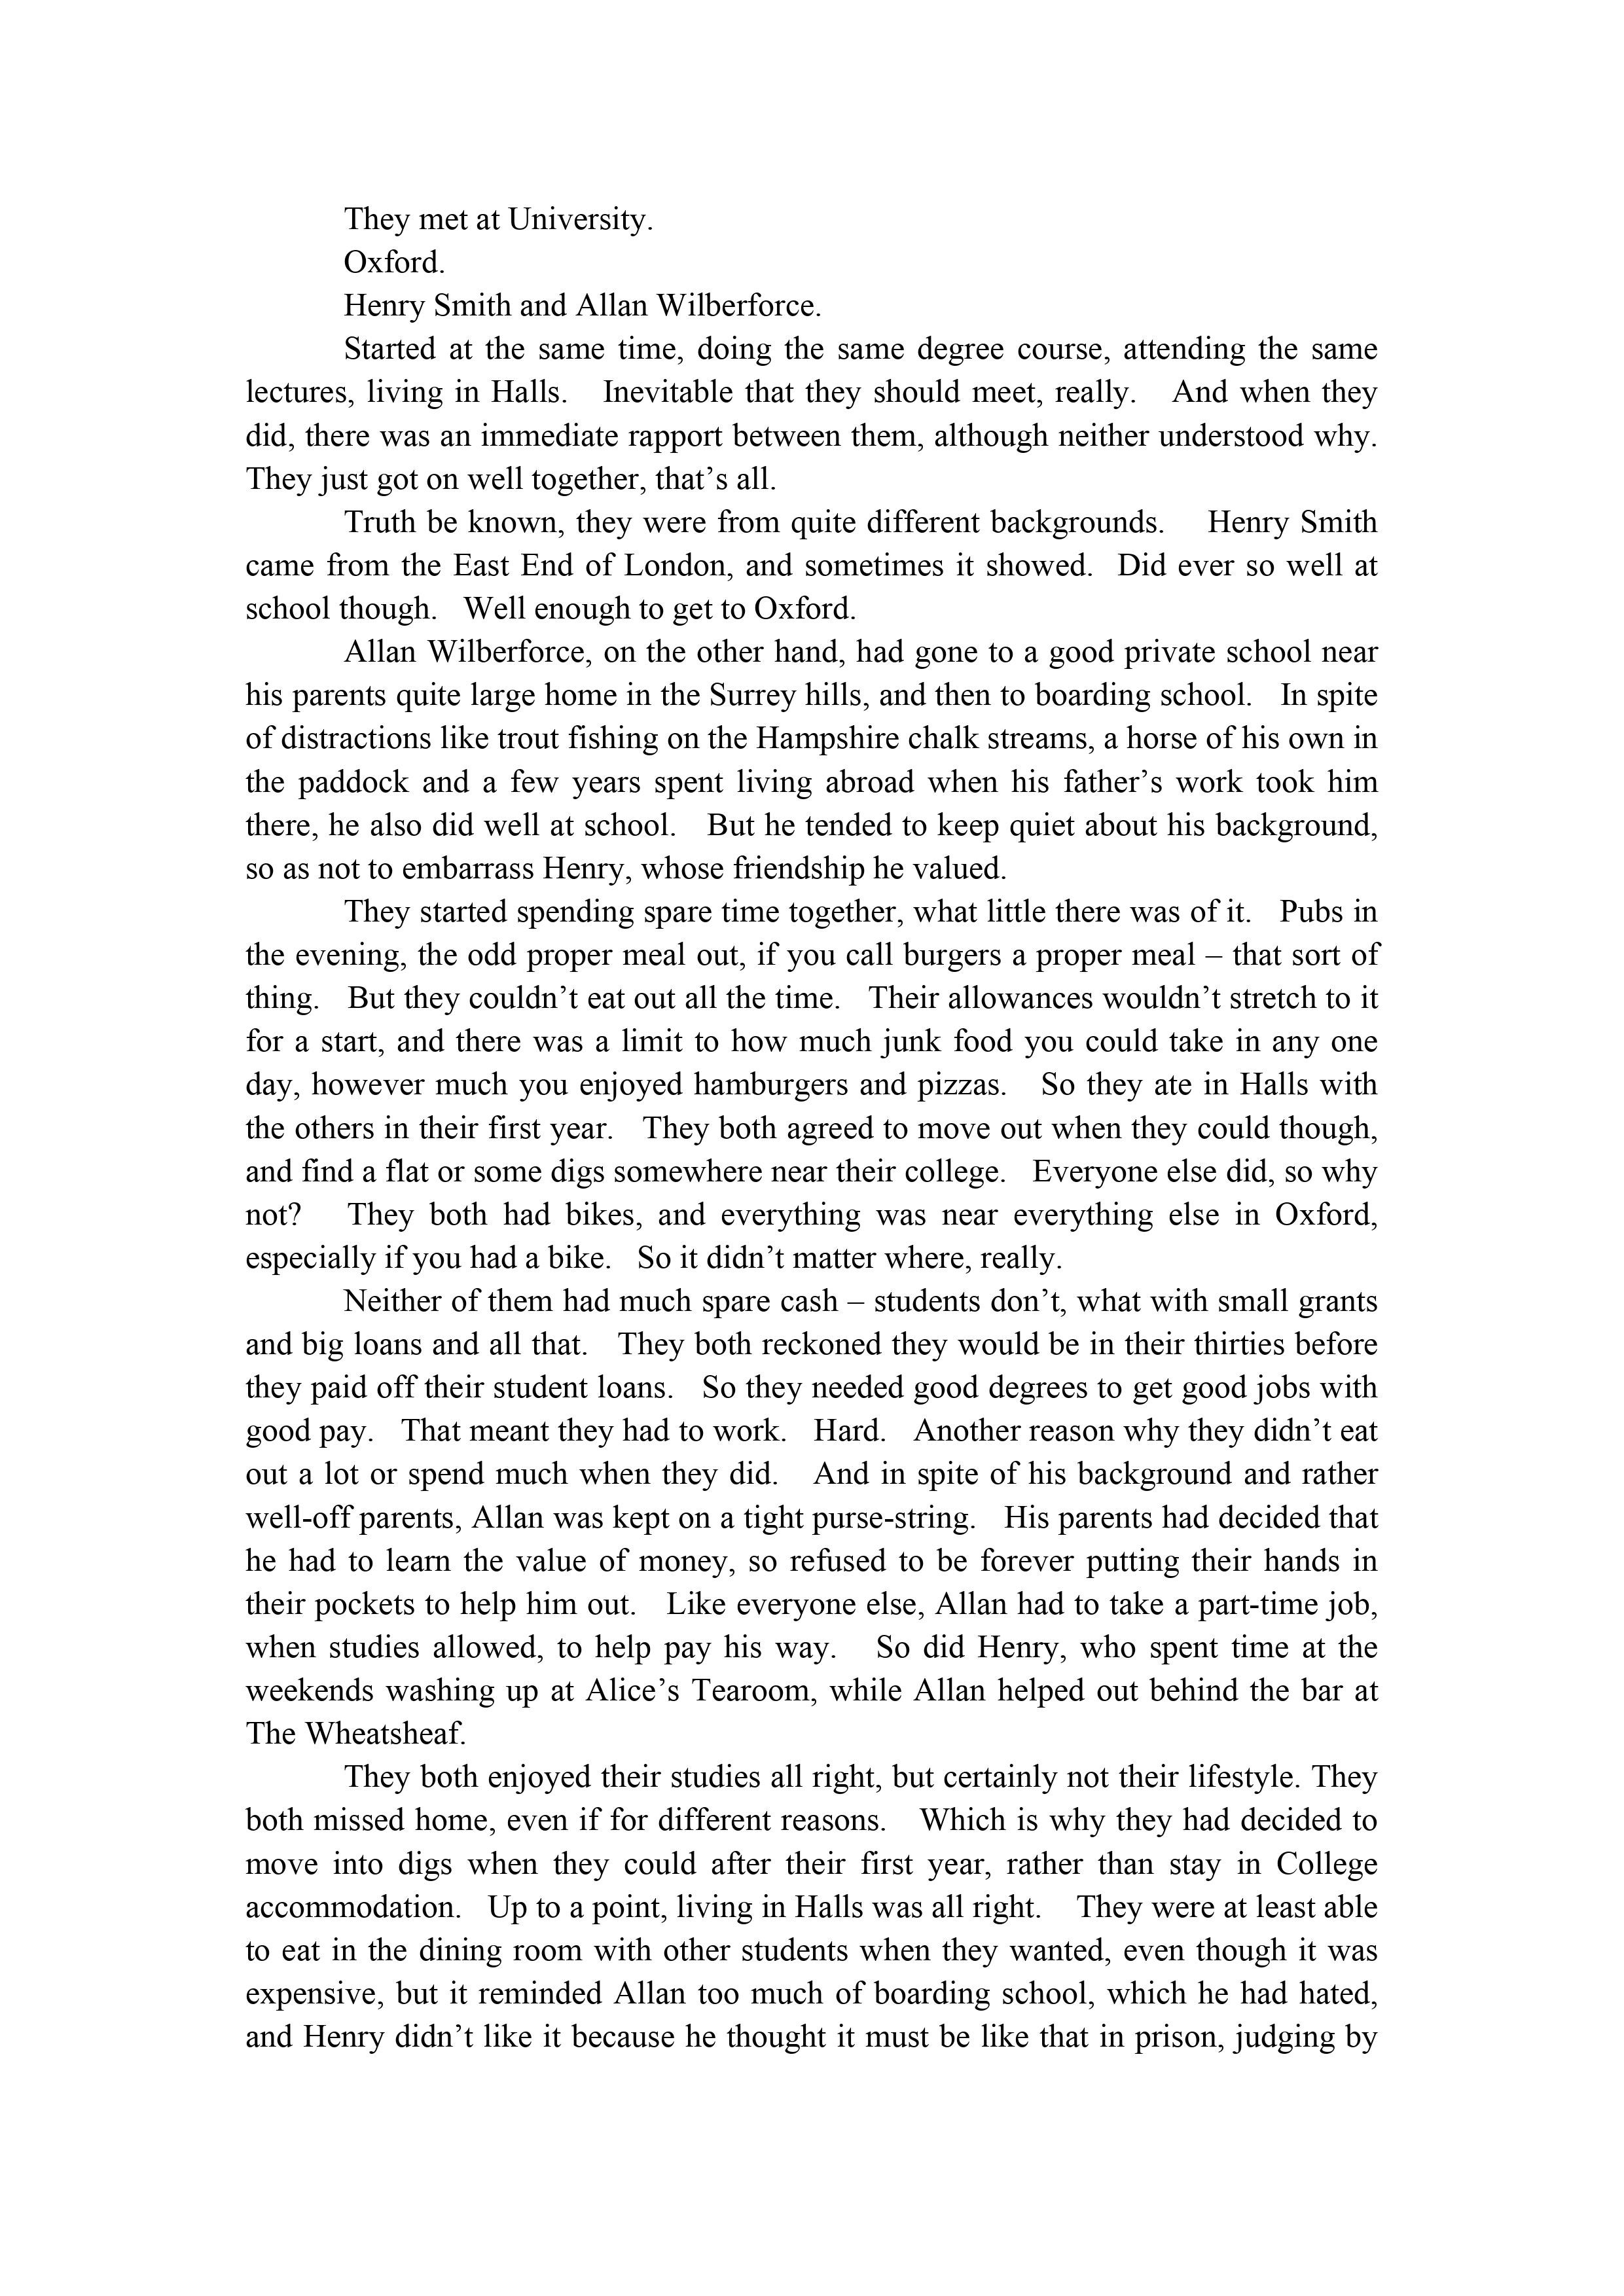 They met at University.
Oxford.
Henry Smith and Allan Wilberforce.
Started at the same time, doing the same degree course, attending the same
lectures, living in Halls. Inevitable that they should meet, really. And when they
did, there was an immediate rapport between them, although neither understood why.
They just got on well together, that’s all.
Truth be known, they were from quite different backgrounds. Henry Smith
came from the East End of London, and sometimes it showed. Did ever so well at
school though. Well enough to get to Oxford.
Allan Wilberforce, on the other hand, had gone to a good private school near
his parents quite large home in the Surrey hills, and then to boarding school. In spite
of distractions like trout fishing on the Hampshire chalk streams, a horse of his own in
the paddock and a few years spent living abroad when his father’s work took him
there, he also did well at school. But he tended to keep quiet about his background,
so as not to embarrass Henry, whose friendship he valued.
They started spending spare time together, what little there was of it. Pubs in
the evening, the odd proper meal out, if you call burgers a proper meal – that sort of
thing. But they couldn’t eat out all the time. Their allowances wouldn’t stretch to it
for a start, and there was a limit to how much junk food you could take in any one
day, however much you enjoyed hamburgers and pizzas. So they ate in Halls with
the others in their first year. They both agreed to move out when they could though,
and find a flat or some digs somewhere near their college. Everyone else did, so why
not? They both had bikes, and everything was near everything else in Oxford,
especially if you had a bike. So it didn’t matter where, really.
Neither of them had much spare cash – students don’t, what with small grants
and big loans and all that. They both reckoned they would be in their thirties before
they paid off their student loans. So they needed good degrees to get good jobs with
good pay. That meant they had to work. Hard. Another reason why they didn’t eat
out a lot or spend much when they did. And in spite of his background and rather
well-off parents, Allan was kept on a tight purse-string. His parents had decided that
he had to learn the value of money, so refused to be forever putting their hands in
their pockets to help him out. Like everyone else, Allan had to take a part-time job,
when studies allowed, to help pay his way. So did Henry, who spent time at the
weekends washing up at Alice’s Tearoom, while Allan helped out behind the bar at
The Wheatsheaf.
They both enjoyed their studies all right, but certainly not their lifestyle. They
both missed home, even if for different reasons. Which is why they had decided to
move into digs when they could after their first year, rather than stay in College
accommodation. Up to a point, living in Halls was all right. They were at least able
to eat in the dining room with other students when they wanted, even though it was
expensive, but it reminded Allan too much of boarding school, which he had hated,
and Henry didn’t like it because he thought it must be like that in prison, judging by